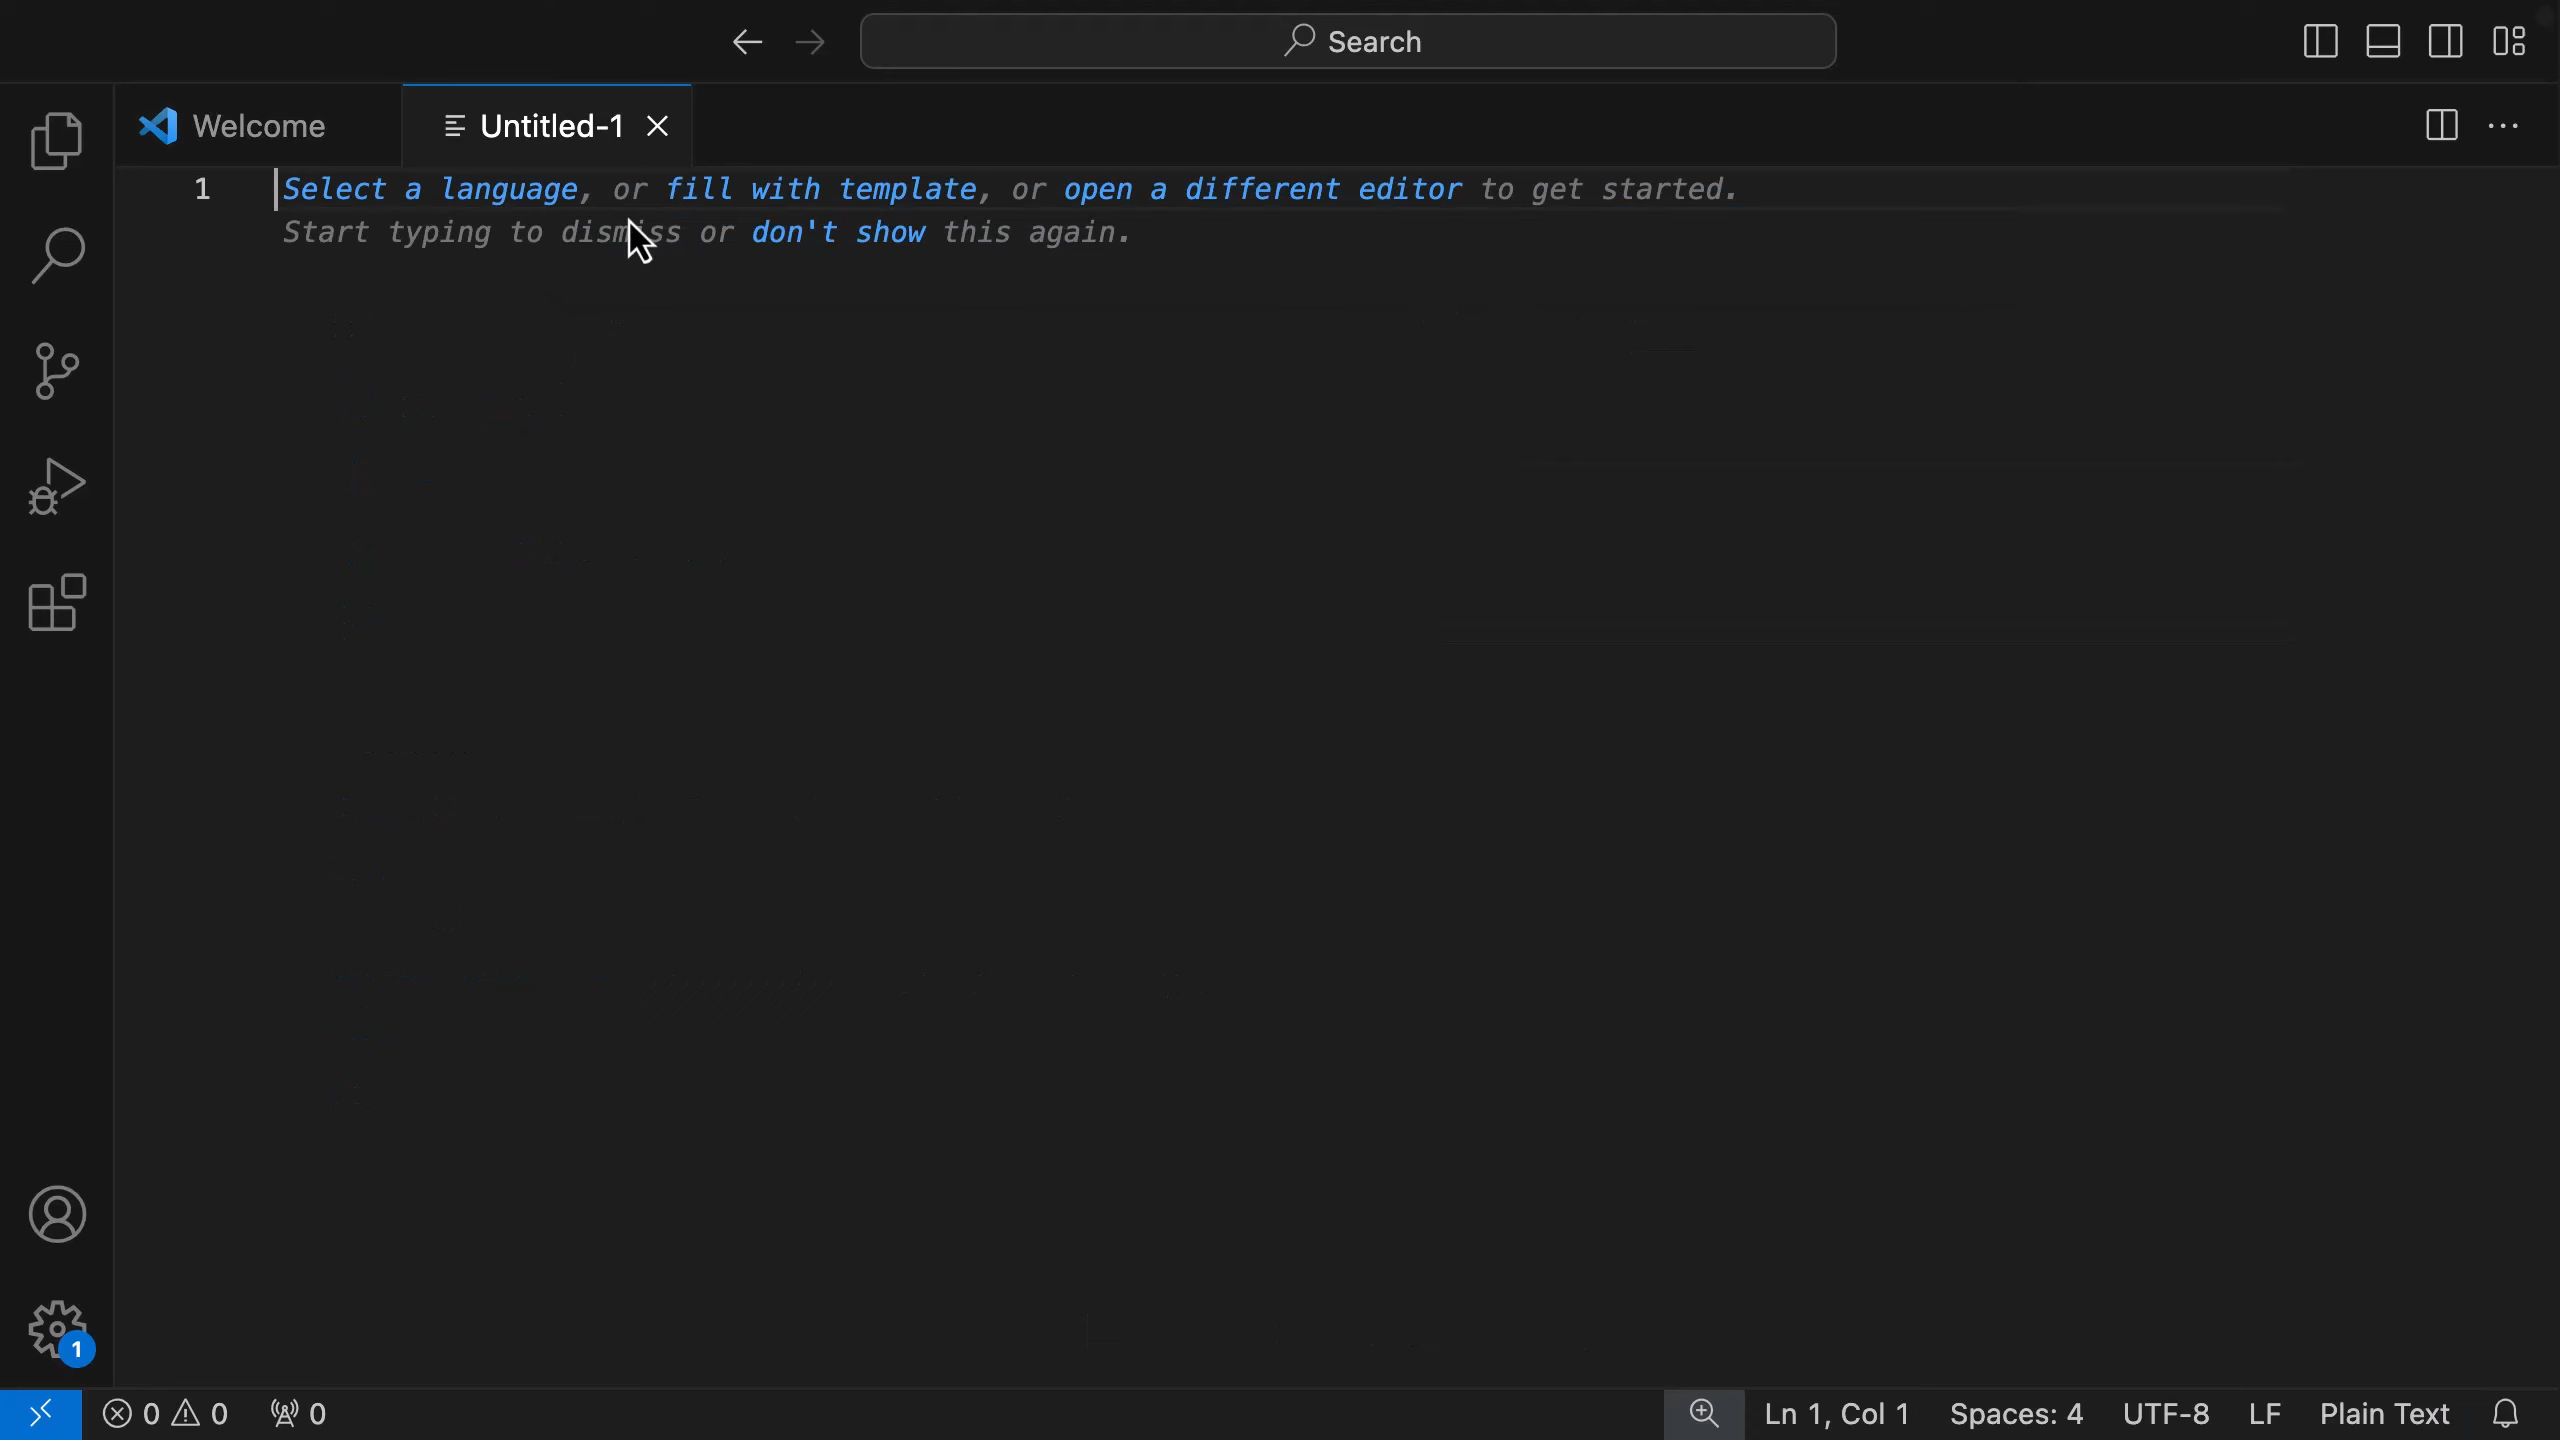 Search
Welcome
Untitled-1
1
Select a language, or fill with template, or open a different editor to get started.
Start typing to dismiss or don't show this again.
1
0 0 0
Ln 1, Col 1 Spaces: 4 UTF-8 LF Plain Text